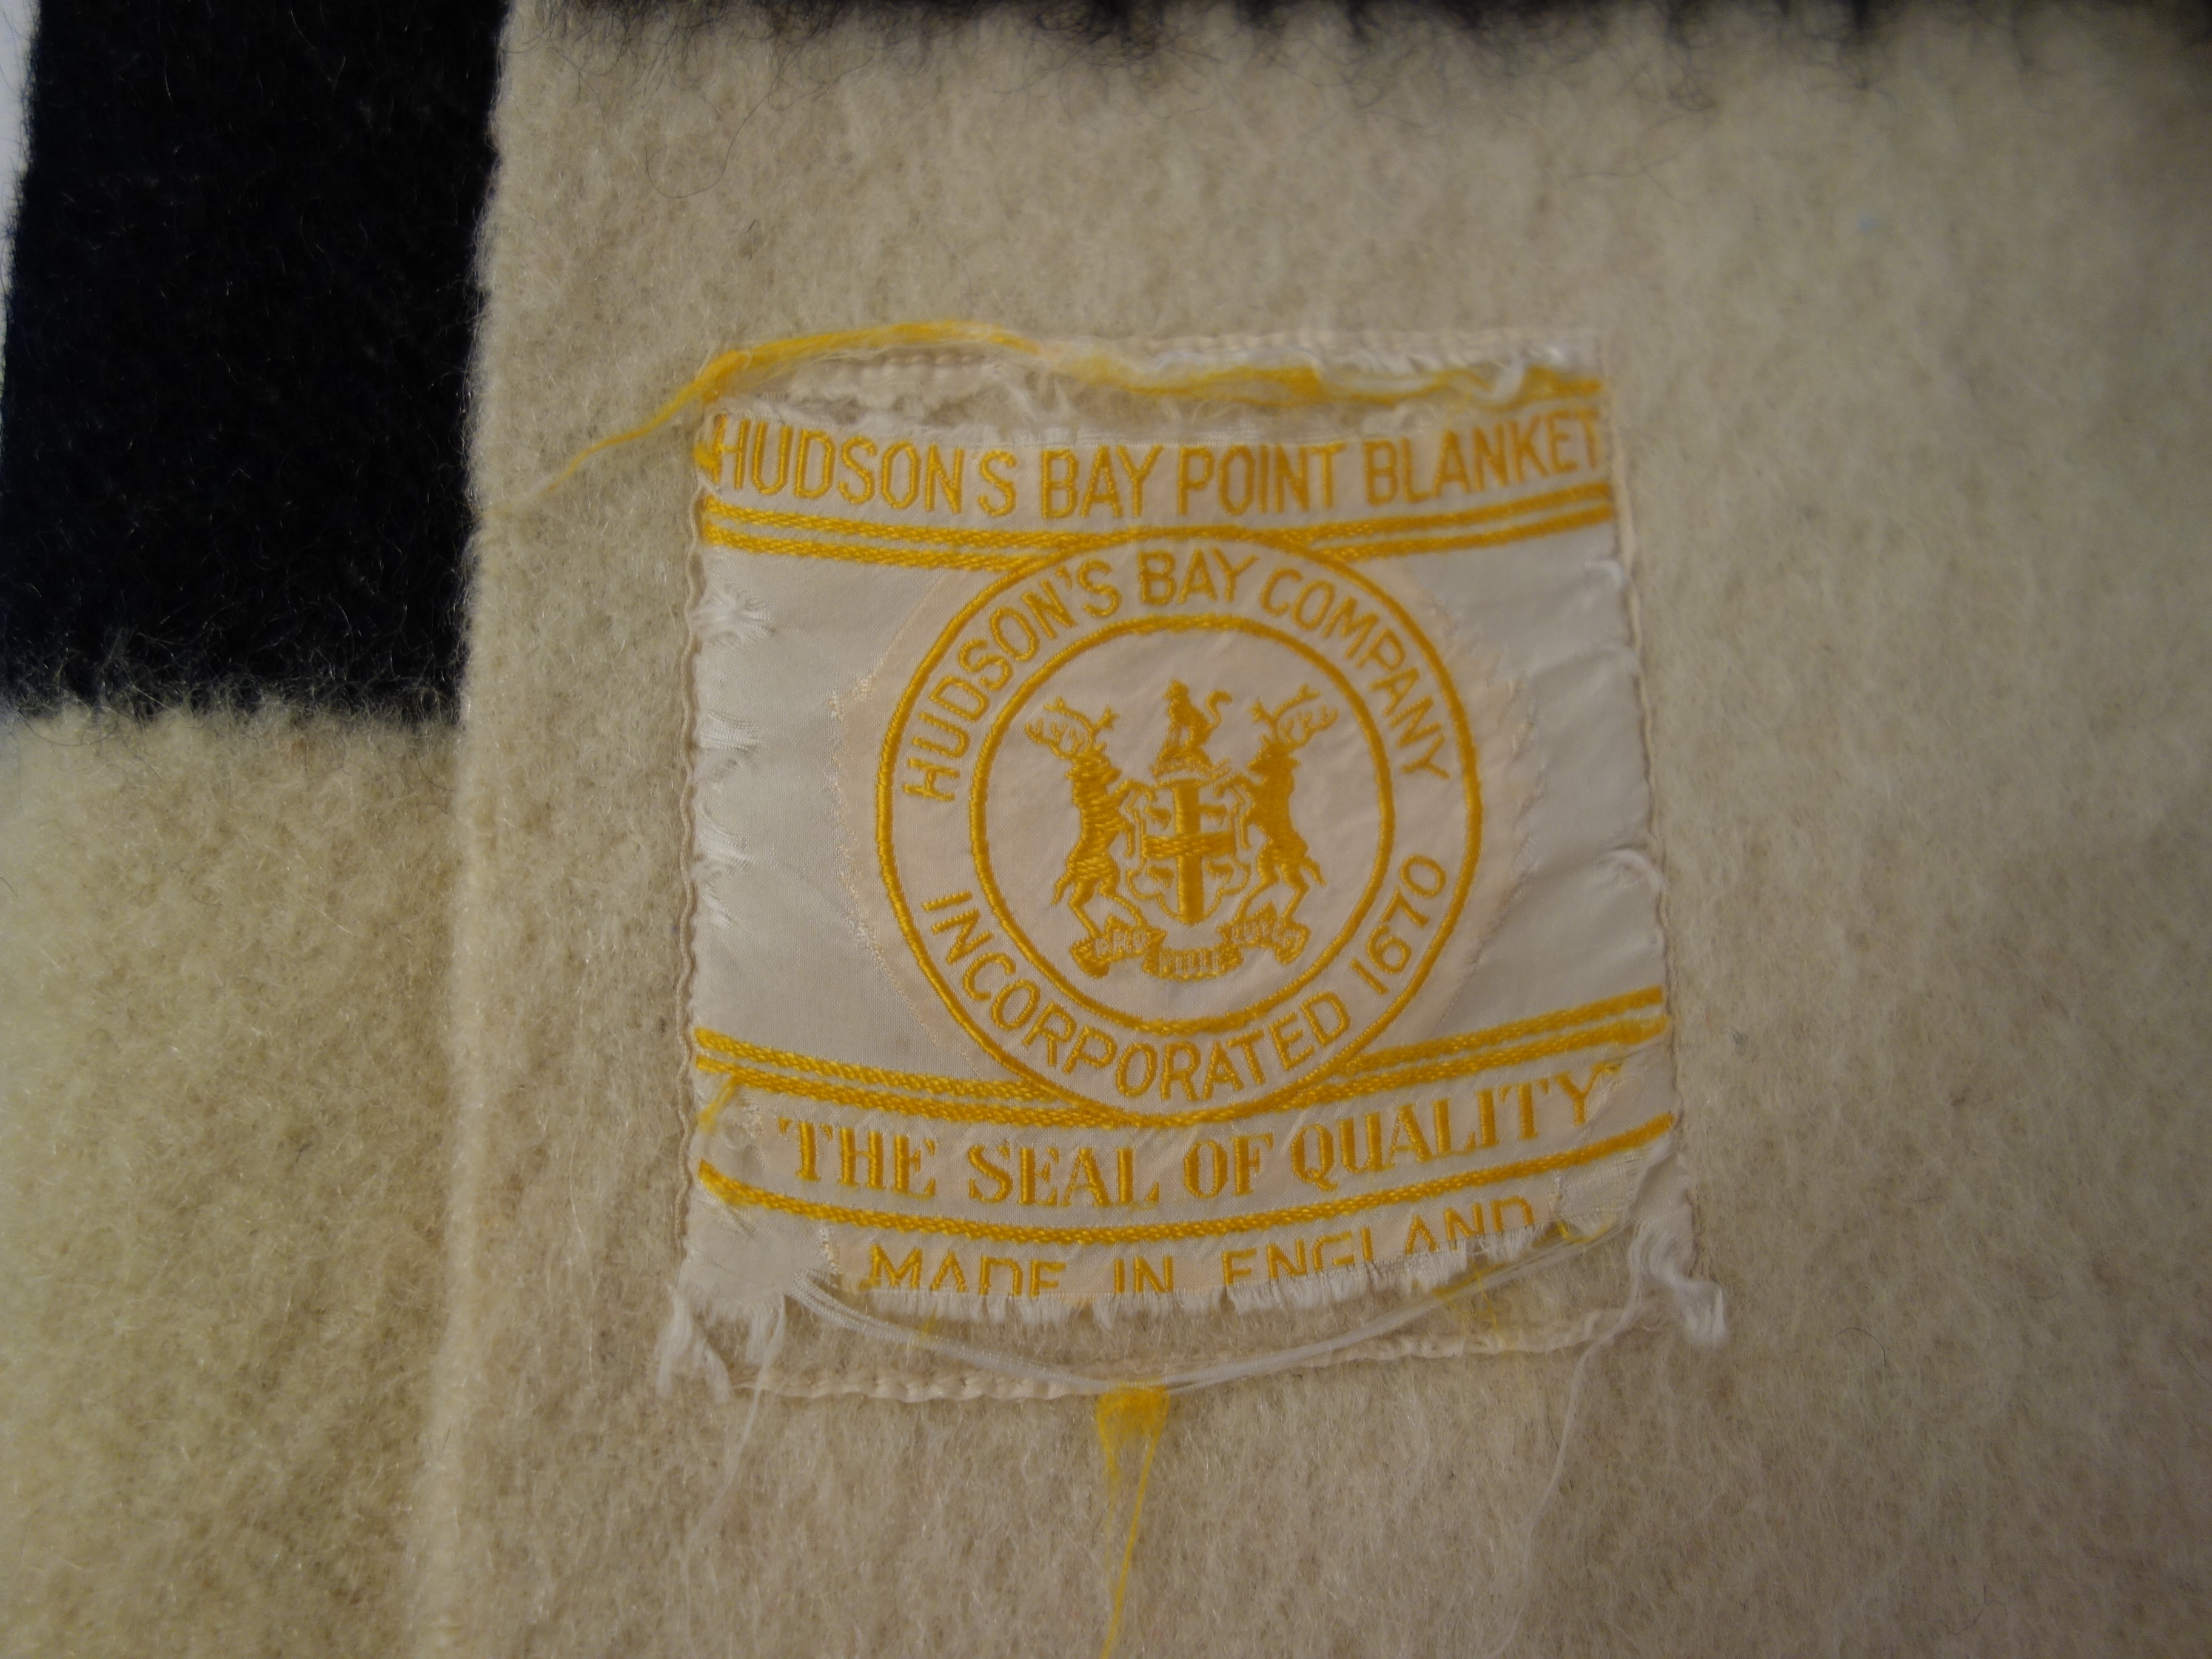 HUDSON'S BAY POINT BLANKET
HUDSON'S BAY COMPANY
INCORPORATED 1670
THE SEAL OF QUALITY
MADE IN ENGLAND